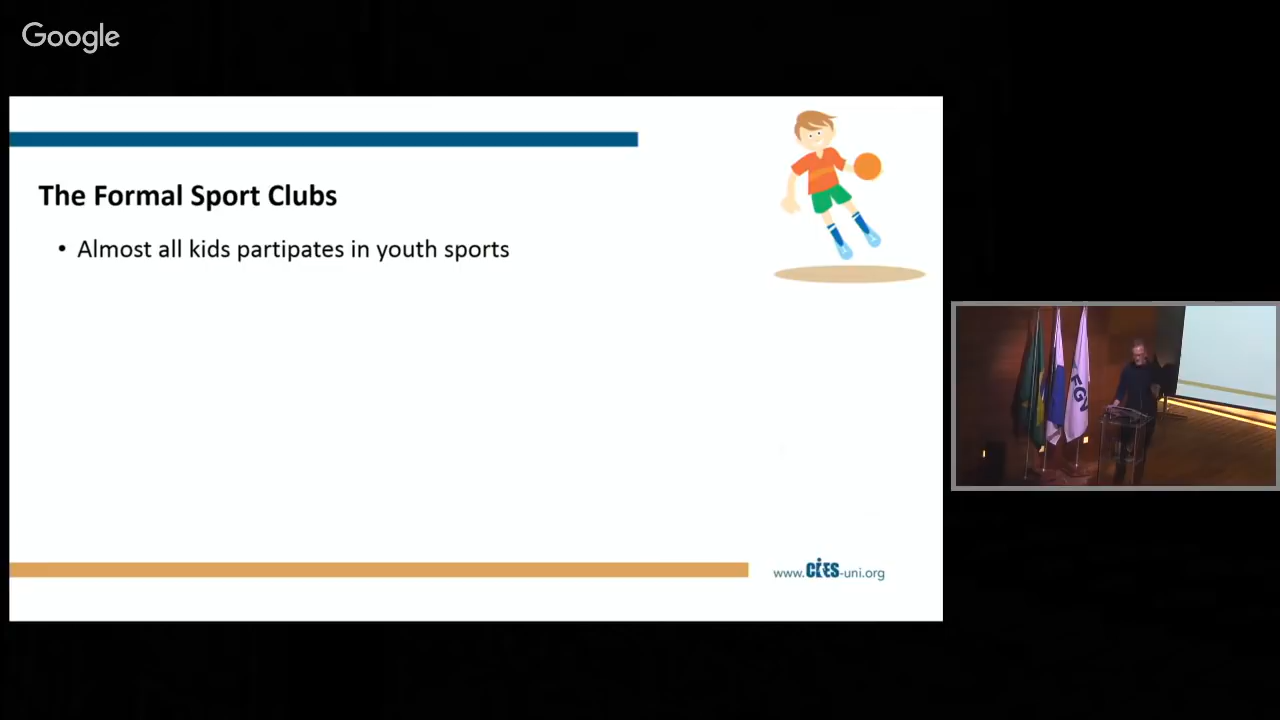 Google
The Formal Sport Clubs
• Almost all kids partipates in youth sports
www.CIES-uni.org
FGV